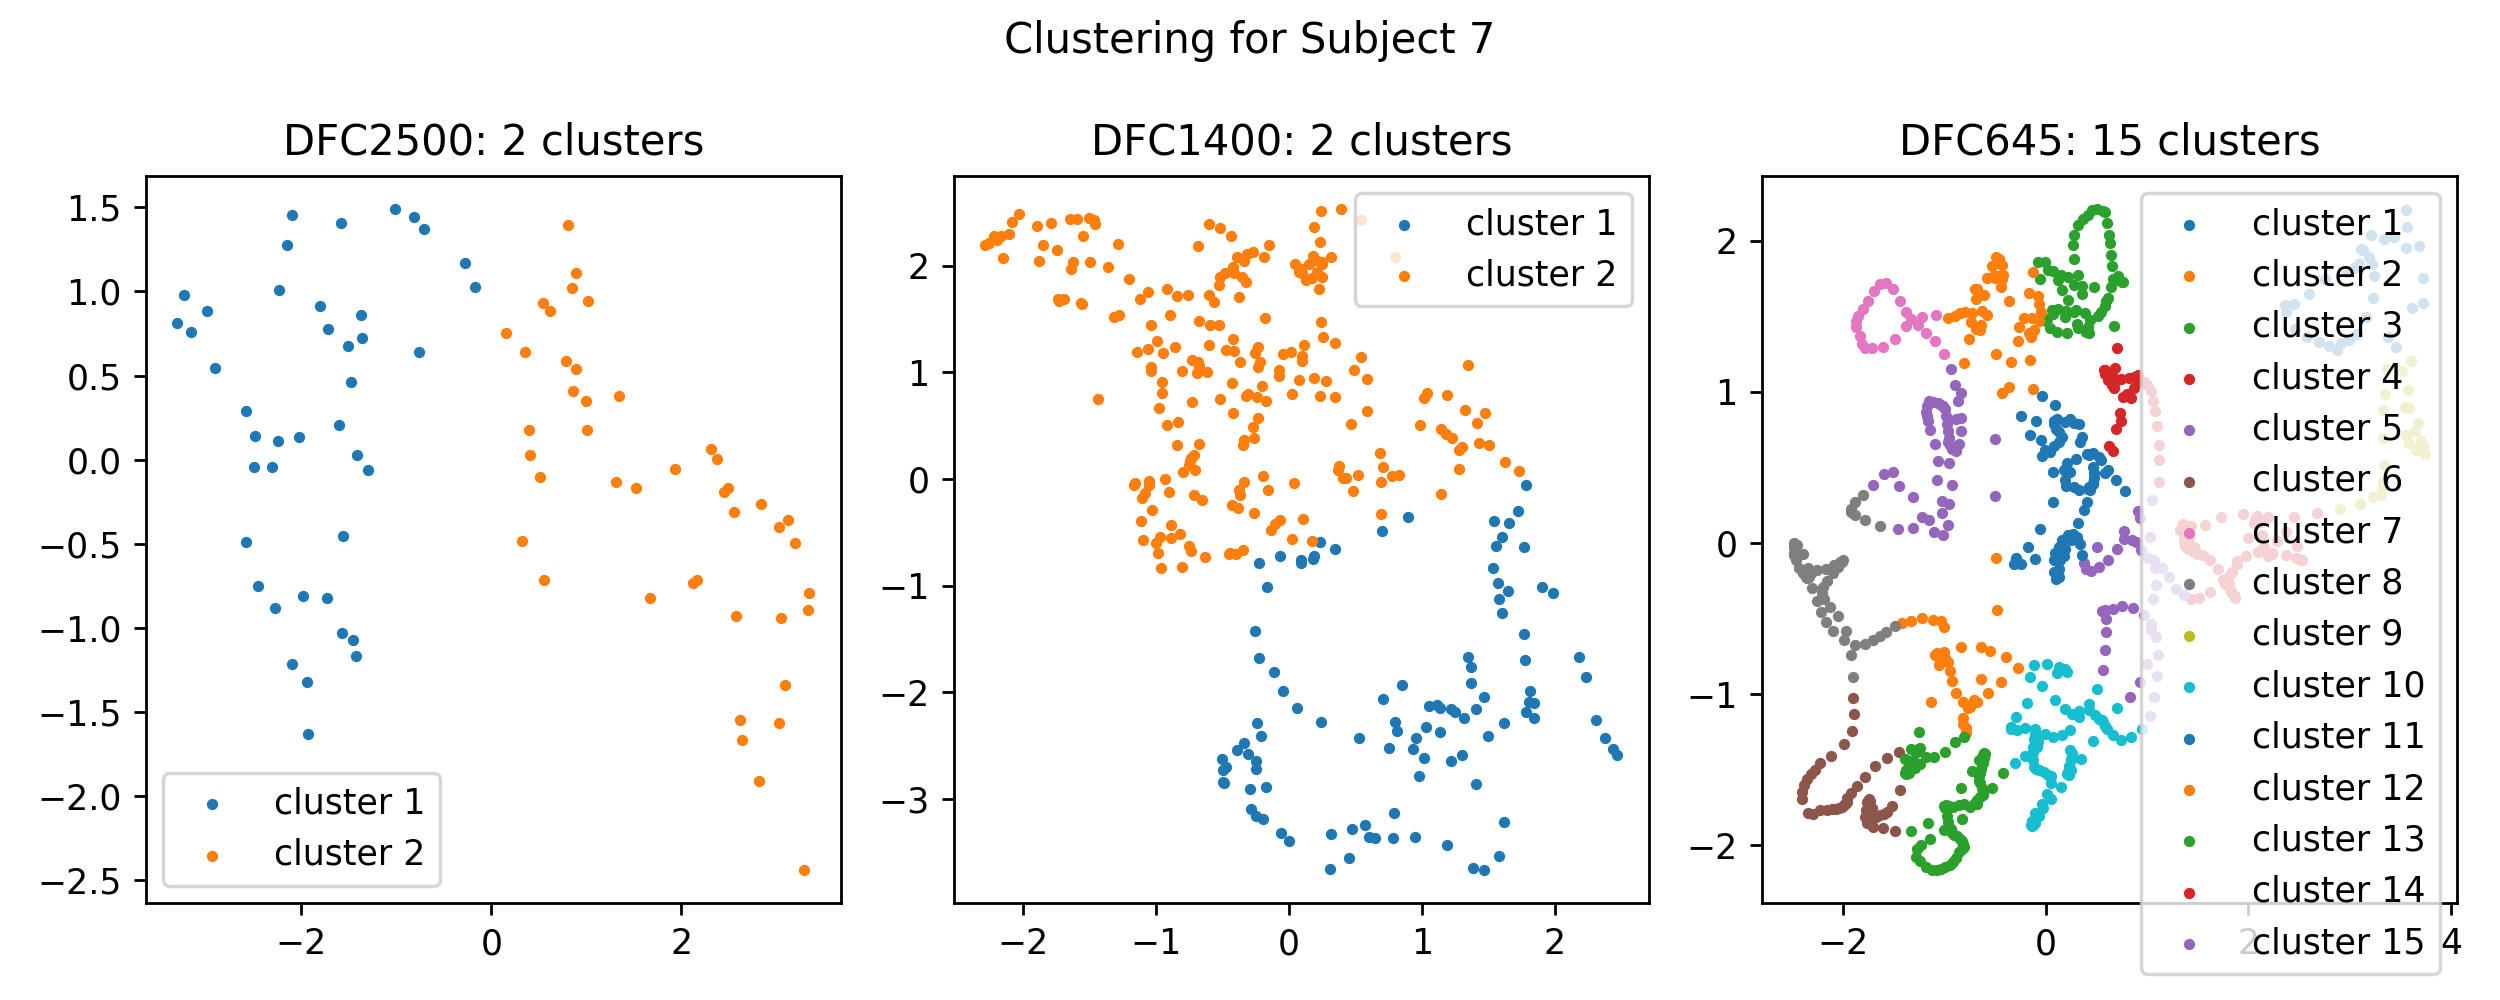 Clustering for Subject 7
DFC2500: 2 clusters
1.5
1.0
0.5
0.0
−0.5
−1.0
−1.5
−2.0
−2.5
−2
0
2
cluster 1
cluster 2
DFC1400: 2 clusters
2
1
0
−1
−2
−3
−2
−1
0
1
2
cluster 1
cluster 2
DFC645: 15 clusters
2
1
0
−1
−2
−2
0
2
4
cluster 1
cluster 2
cluster 3
cluster 4
cluster 5
cluster 6
cluster 7
cluster 8
cluster 9
cluster 10
cluster 11
cluster 12
cluster 13
cluster 14
cluster 15